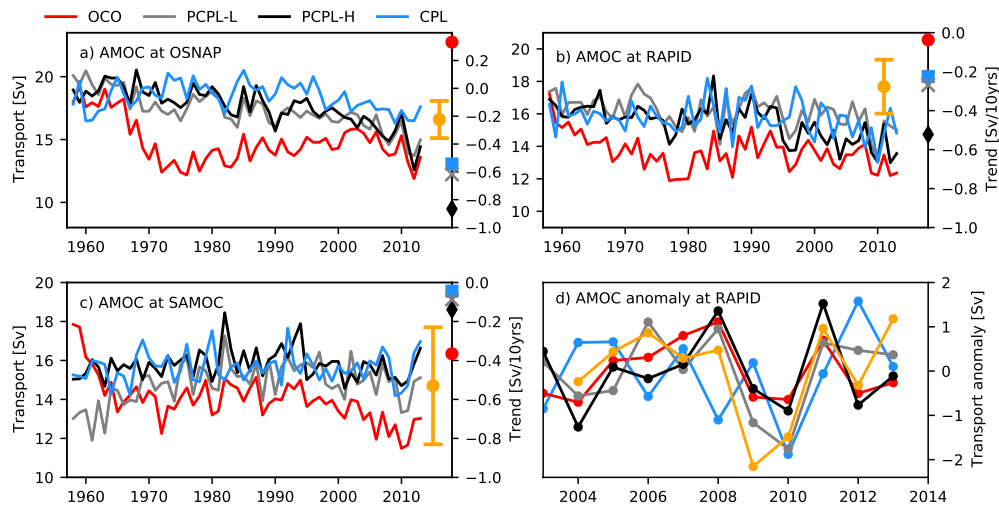 OCO PCPL-L PCPL-H CPL
a) AMOC at OSNAP
Transport [Sv]
20
15
10
0.2
0.0
−0.2
−0.4
−0.6
−0.8
−1.0
1960 1970 1980 1990 2000 2010
b) AMOC at RAPID
20
18
16
14
12
10
0.0
−0.2
−0.4
−0.6
−0.8
−1.0
Trend [Sv/10yrs]
1960 1970 1980 1990 2000 2010
c) AMOC at SAMOC
Transport [Sv]
20
18
16
14
12
10
0.0
−0.2
−0.4
−0.6
−0.8
−1.0
Trend [Sv/10yrs]
1960 1970 1980 1990 2000 2010
d) AMOC anomaly at RAPID
2
1
0
−1
−2
Transport anomaly [Sv]
2004 2006 2008 2010 2012 2014